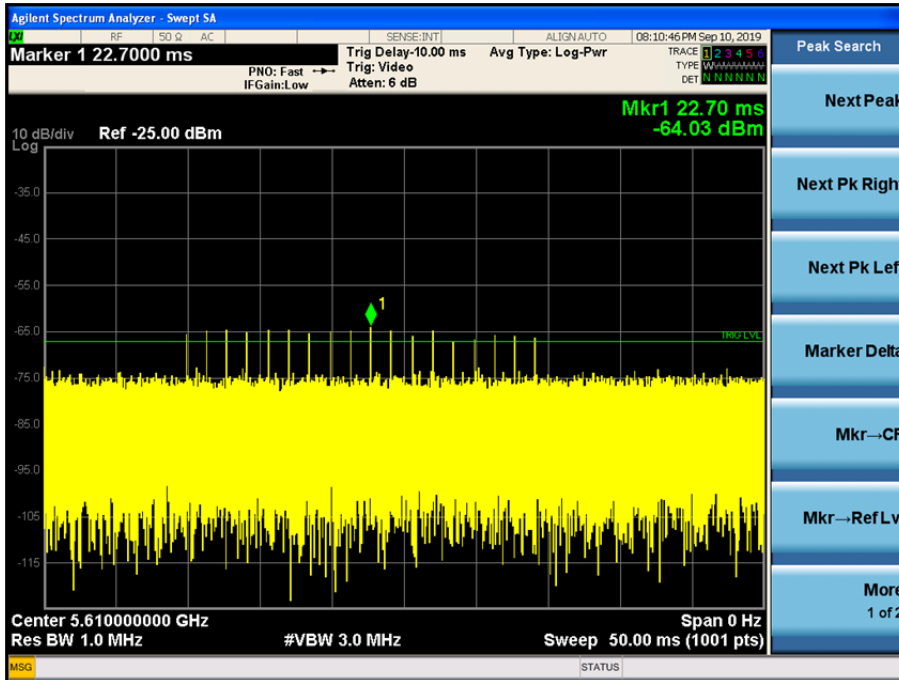 Agilent Spectrum Analyzer - Swept SA
LXI RF 50 Ω AC SENSE:INT ALIGN AUTO 08:10:46 PM Sep 10, 2019
Marker 1 22.7000 ms
PNO: Fast
IFGain:Low
Trig Delay-10.00 ms
Trig: Video
Atten: 6 dB
Avg Type: Log-Pwr
TRACE 1 2 3 4 5 6
TYPE W
DET N N N N N N
Peak Search
Mkr1 22.70 ms
-64.03 dBm
10 dB/div Ref -25.00 dBm
Log
-35.0
-45.0
-55.0
-65.0
-75.0
-85.0
-95.0
-105
-115
1
TRIG LVL
Center 5.610000000 GHz
Span 0 Hz
Res BW 1.0 MHz
#VBW 3.0 MHz
Sweep 50.00 ms (1001 pts)
MSG
STATUS
Next Peak
Next Pk Right
Next Pk Left
Marker Delta
Mkr→CF
Mkr→Ref Lv
More
1 of 2